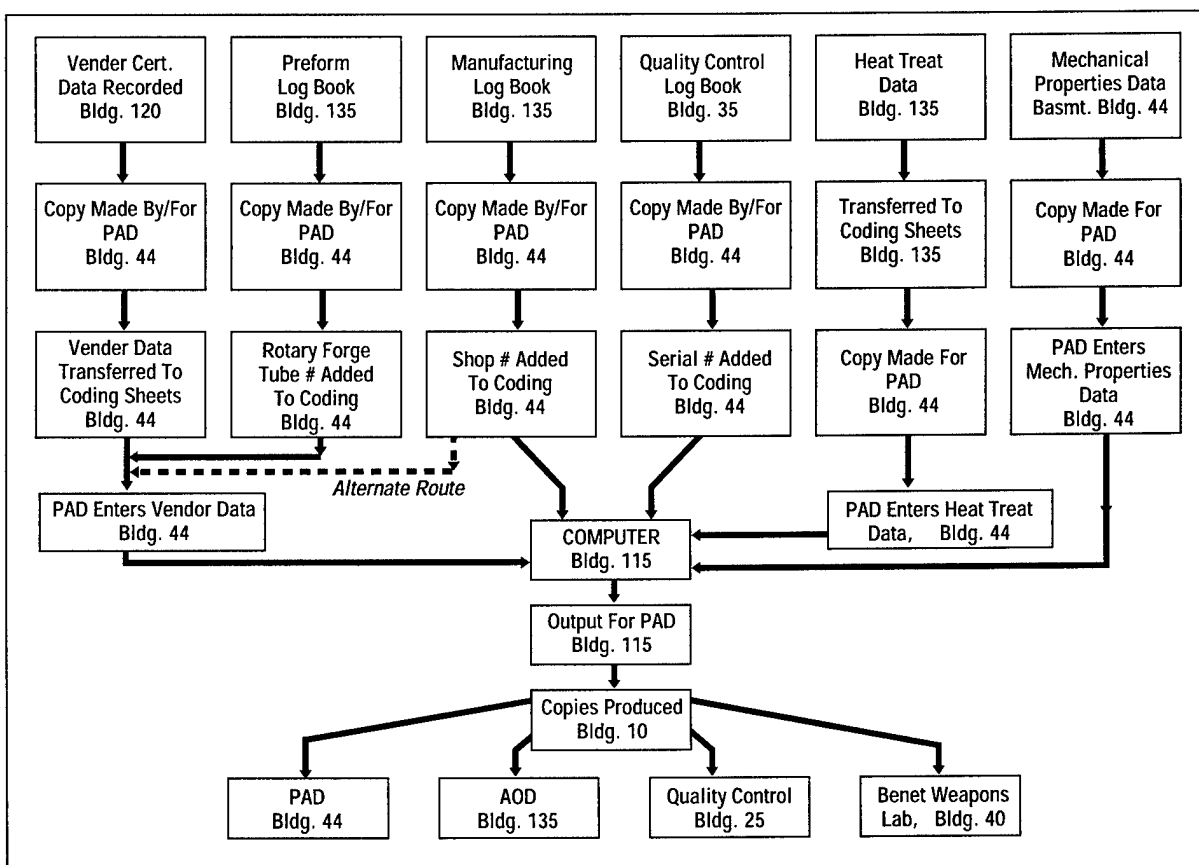 Vender Cert.
Data Recorded
Bldg. 120
Preform
Log Book
Bldg. 135
Manufacturing
Log Book
Bldg. 135
Quality Control
Log Book
Bldg. 35
Heat Treat
Data
Bldg. 135
Mechanical
Properties Data
Basmt. Bldg. 44
Copy Made By/For
PAD
Bldg. 44
Copy Made By/For
PAD
Bldg. 44
Copy Made By/For
PAD
Bldg. 44
Copy Made By/For
PAD
Bldg. 44
Transferred To
Coding Sheets
Bldg. 135
Copy Made For
PAD
Bldg. 44
Vender Data
Transferred To
Coding Sheets
Bldg. 44
Rotary Forge
Tube # Added
To Coding
Bldg. 44
Shop # Added
To Coding
Bldg. 44
Serial # Added
To Coding
Bldg. 44
Copy Made For
PAD
Bldg. 44
PAD Enters
Mech. Properties
Data
Bldg. 44
Alternate Route
PAD Enters Vendor Data
Bldg. 44
COMPUTER
Bldg. 115
PAD Enters Heat Treat
Data, Bldg. 44
Output For PAD
Bldg. 115
Copies Produced
Bldg. 10
PAD
Bldg. 44
AOD
Bldg. 135
Quality Control
Bldg. 25
Benet Weapons
Lab, Bldg. 40